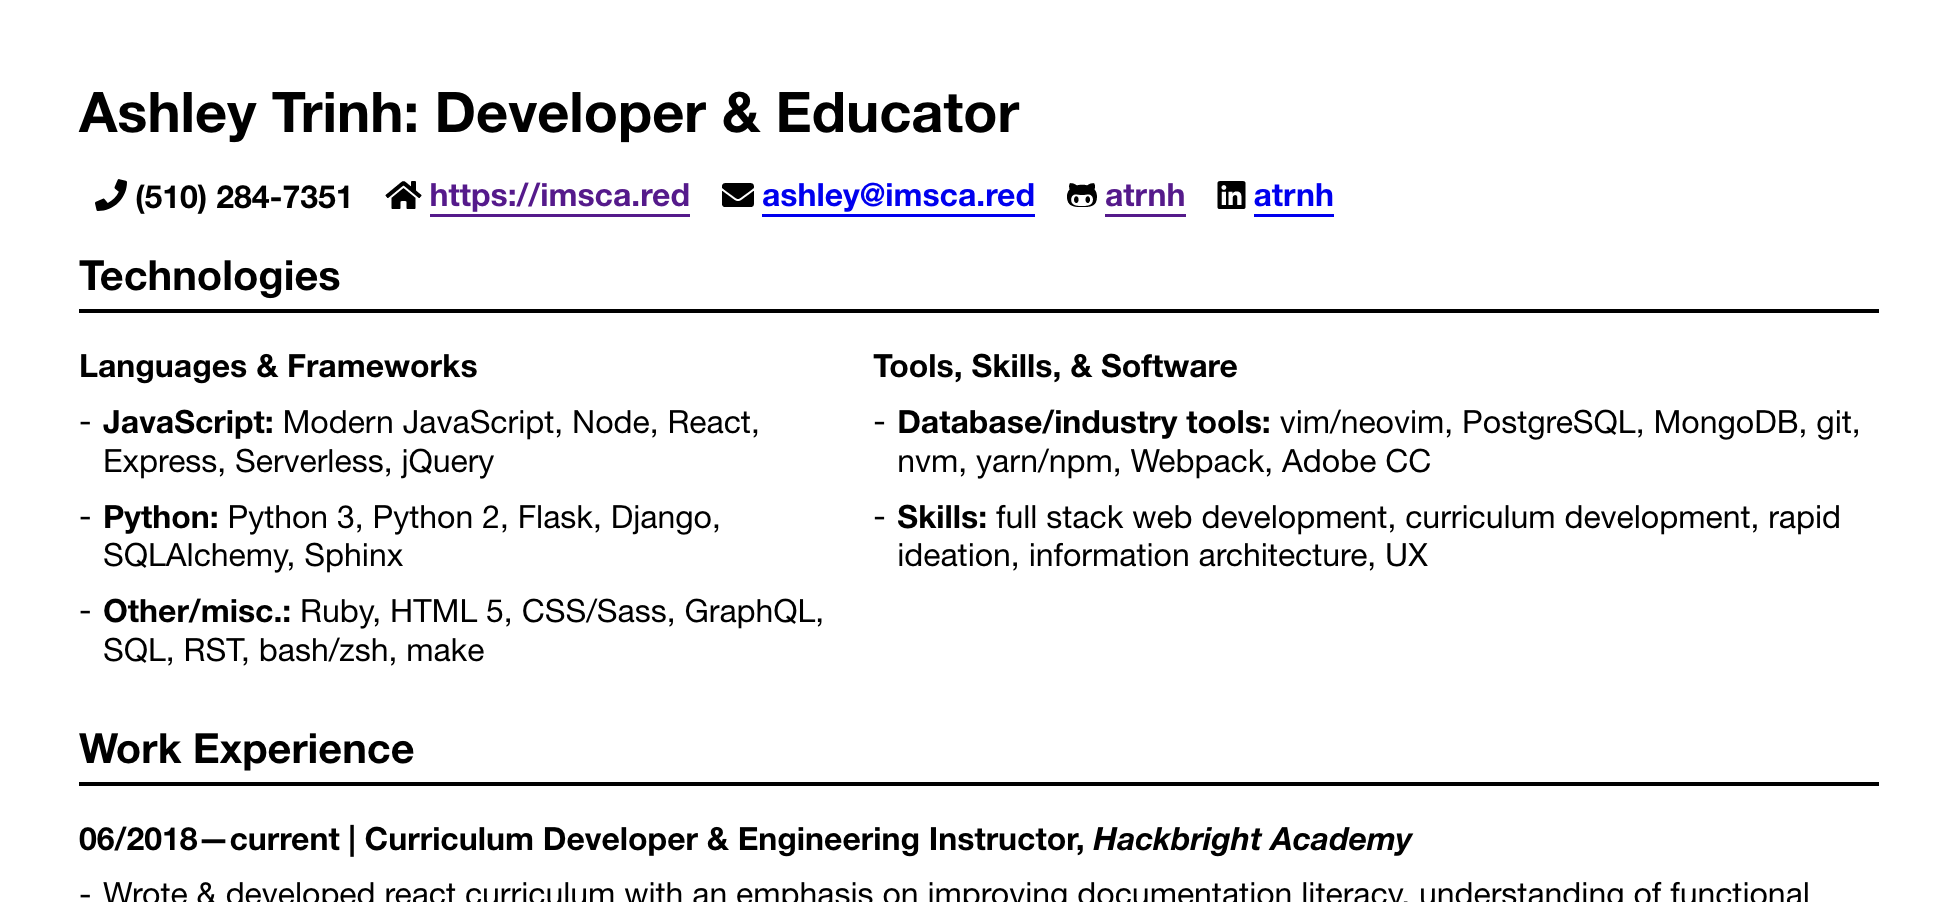 Ashley Trinh: Developer & Educator
(510) 284-7351 https://imsca.red ashley@imsca.red atrnh atrnh
Technologies
Languages & Frameworks
- JavaScript: Modern JavaScript, Node, React,
Express, Serverless, jQuery
- Python: Python 3, Python 2, Flask, Django,
SQLAlchemy, Sphinx
- Other/misc.: Ruby, HTML 5, CSS/Sass, GraphQL,
SQL, RST, bash/zsh, make
Tools, Skills, & Software
- Database/industry tools: vim/neovim, PostgreSQL, MongoDB, git,
nvm, yarn/npm, Webpack, Adobe CC
- Skills: full stack web development, curriculum development, rapid
ideation, information architecture, UX
Work Experience
06/2018—current | Curriculum Developer & Engineering Instructor, Hackbright Academy
- Wrote & developed react curriculum with an emphasis on improving documentation literacy, understanding of functional